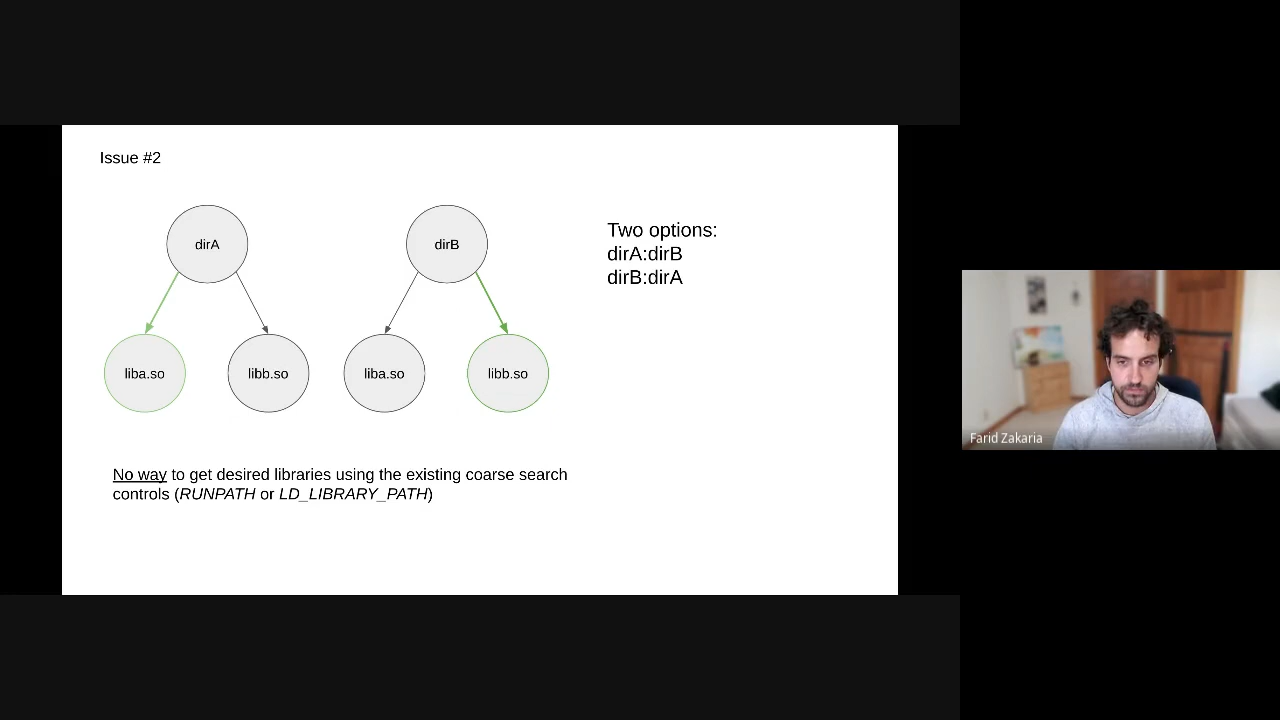 Issue #2
dirA
dirB
Two options:
dirA:dirB
dirB:dirA
liba.so
libb.so
liba.so
libb.so
No way to get desired libraries using the existing coarse search
controls (RUNPATH or LD_LIBRARY_PATH)
Farid Zakaria